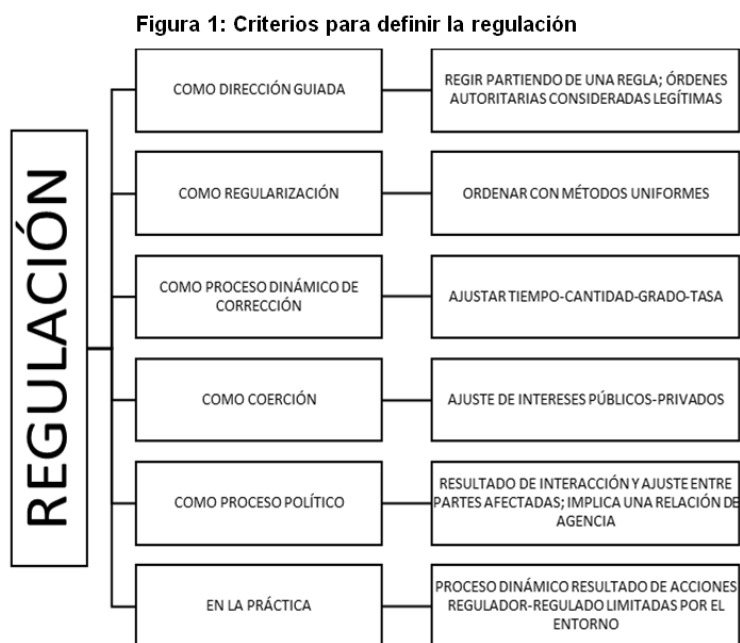 Figura 1: Criterios para definir la regulación
REGULACIÓN
COMO DIRECCIÓN GUIADA
REGIR PARTIENDO DE UNA REGLA; ÓRDENES
AUTORITARIAS CONSIDERADAS LEGÍTIMAS
COMO REGULARIZACIÓN
ORDENAR CON MÉTODOS UNIFORMES
COMO PROCESO DINÁMICO DE
CORRECCIÓN
AJUSTAR TIEMPO-CANTIDAD-GRADO-TASA
COMO COERCIÓN
AJUSTE DE INTERESES PÚBLICOS-PRIVADOS
COMO PROCESO POLÍTICO
RESULTADO DE INTERACCIÓN Y AJUSTE ENTRE
PARTES AFECTADAS; IMPLICA UNA RELACIÓN DE
AGENCIA
EN LA PRÁCTICA
PROCESO DINÁMICO RESULTADO DE ACCIONES
REGULADOR-REGULADO LIMITADAS POR EL
ENTORNO